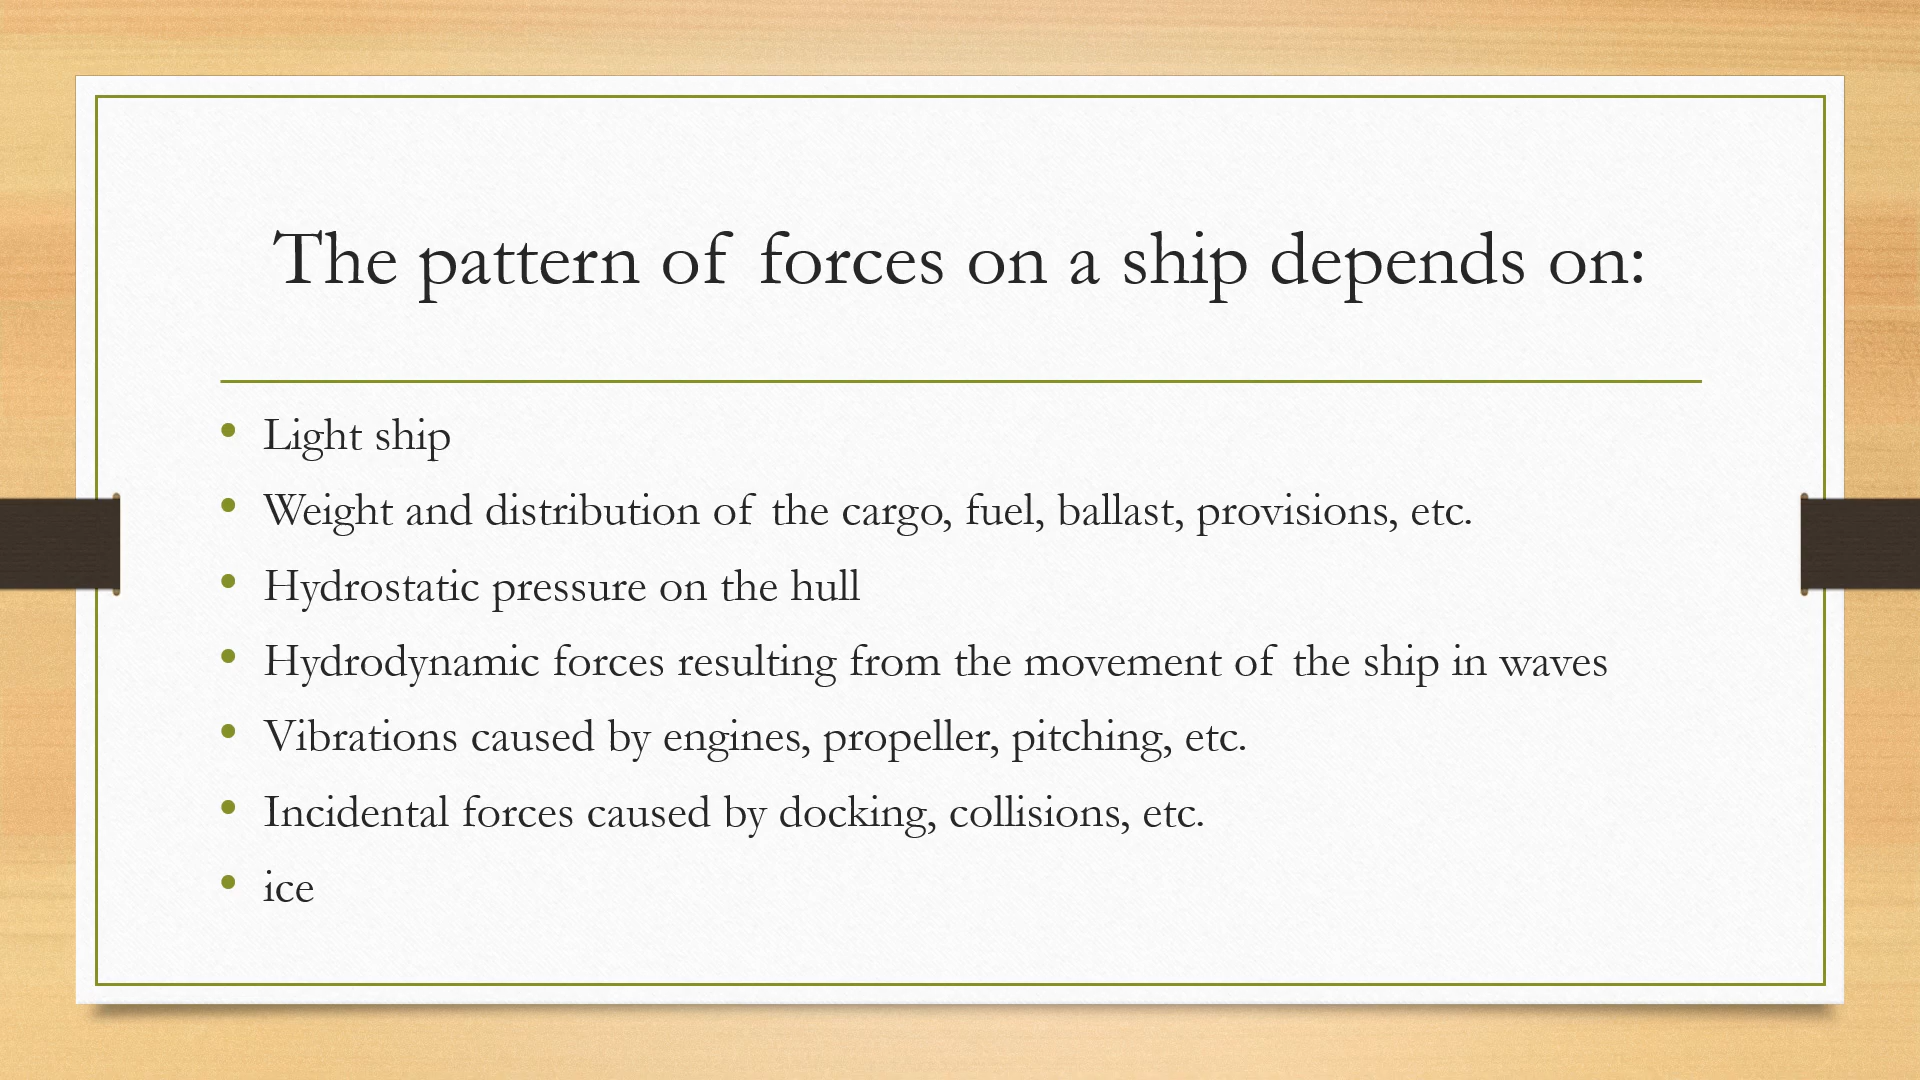 The pattern of forces on a ship depends on:
• Light ship
• Weight and distribution of the cargo, fuel, ballast, provisions, etc.
• Hydrostatic pressure on the hull
• Hydrodynamic forces resulting from the movement of the ship in waves
• Vibrations caused by engines, propeller, pitching, etc.
• Incidental forces caused by docking, collisions, etc.
• ice